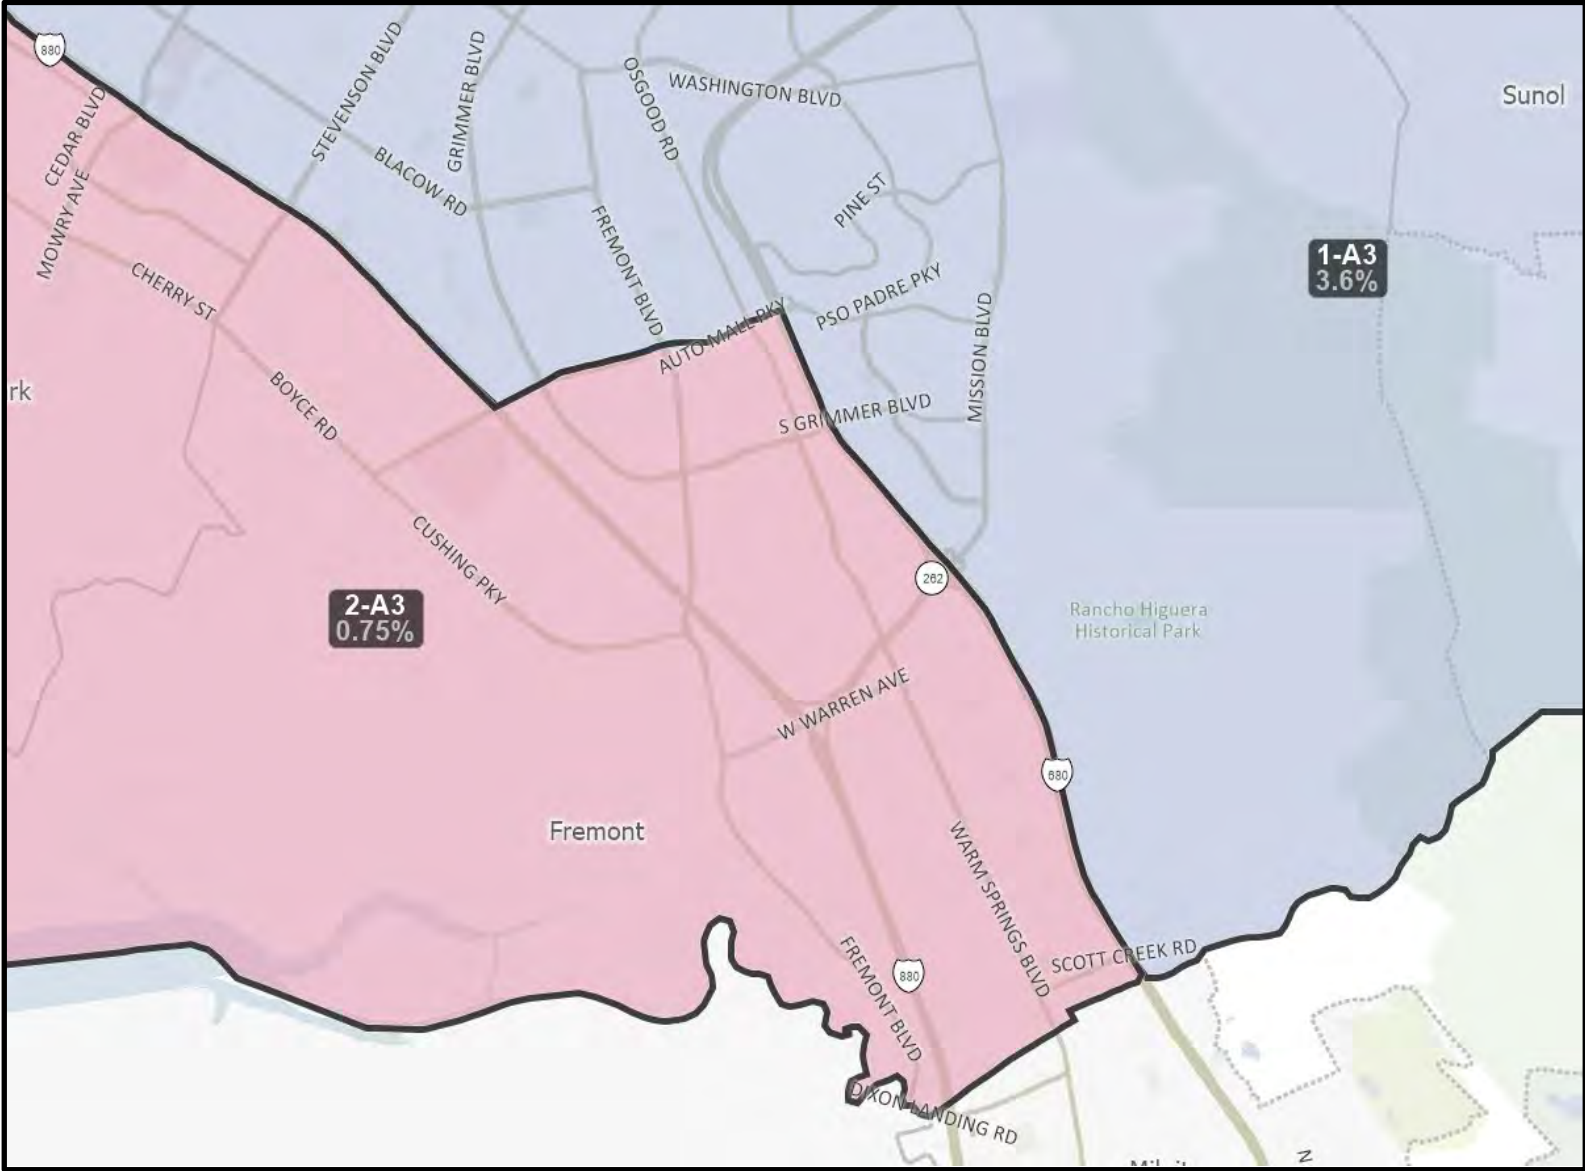 880
CEDAR BLVD
STEVENSON BLVD
GRIMMER BLVD
OSGOOD RD
WASHINGTON BLVD
Sunol
BLACOW RD
MOWRY AVE
PINE ST
FREMONT BLVD
CHERRY ST
PSO PADRE PKY
1-A3
3.6%
AUTO MALL PKY
MISSION BLVD
rk
BOYCE RD
S GRIMMER BLVD
CUSHING PKY
262
2-A3
0.75%
Rancho Higuera
Historical Park
W WARREN AVE
680
Fremont
WARM SPRINGS BLVD
SCOTT CREEK RD
FREMONT BLVD
880
DIXON LANDING RD
N